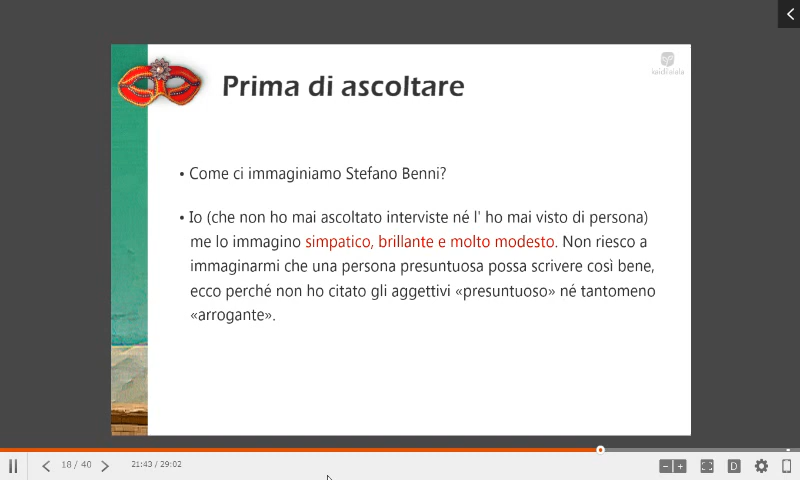 kaidialala
Prima di ascoltare
• Come ci immaginiamo Stefano Benni?
• Io (che non ho mai ascoltato interviste né l' ho mai visto di persona)
me lo immagino simpatico, brillante e molto modesto. Non riesco a
immaginarmi che una persona presuntuosa possa scrivere così bene,
ecco perché non ho citato gli aggettivi «presuntuoso» né tantomeno
«arrogante».
18 / 40 21:43 / 29:02 D